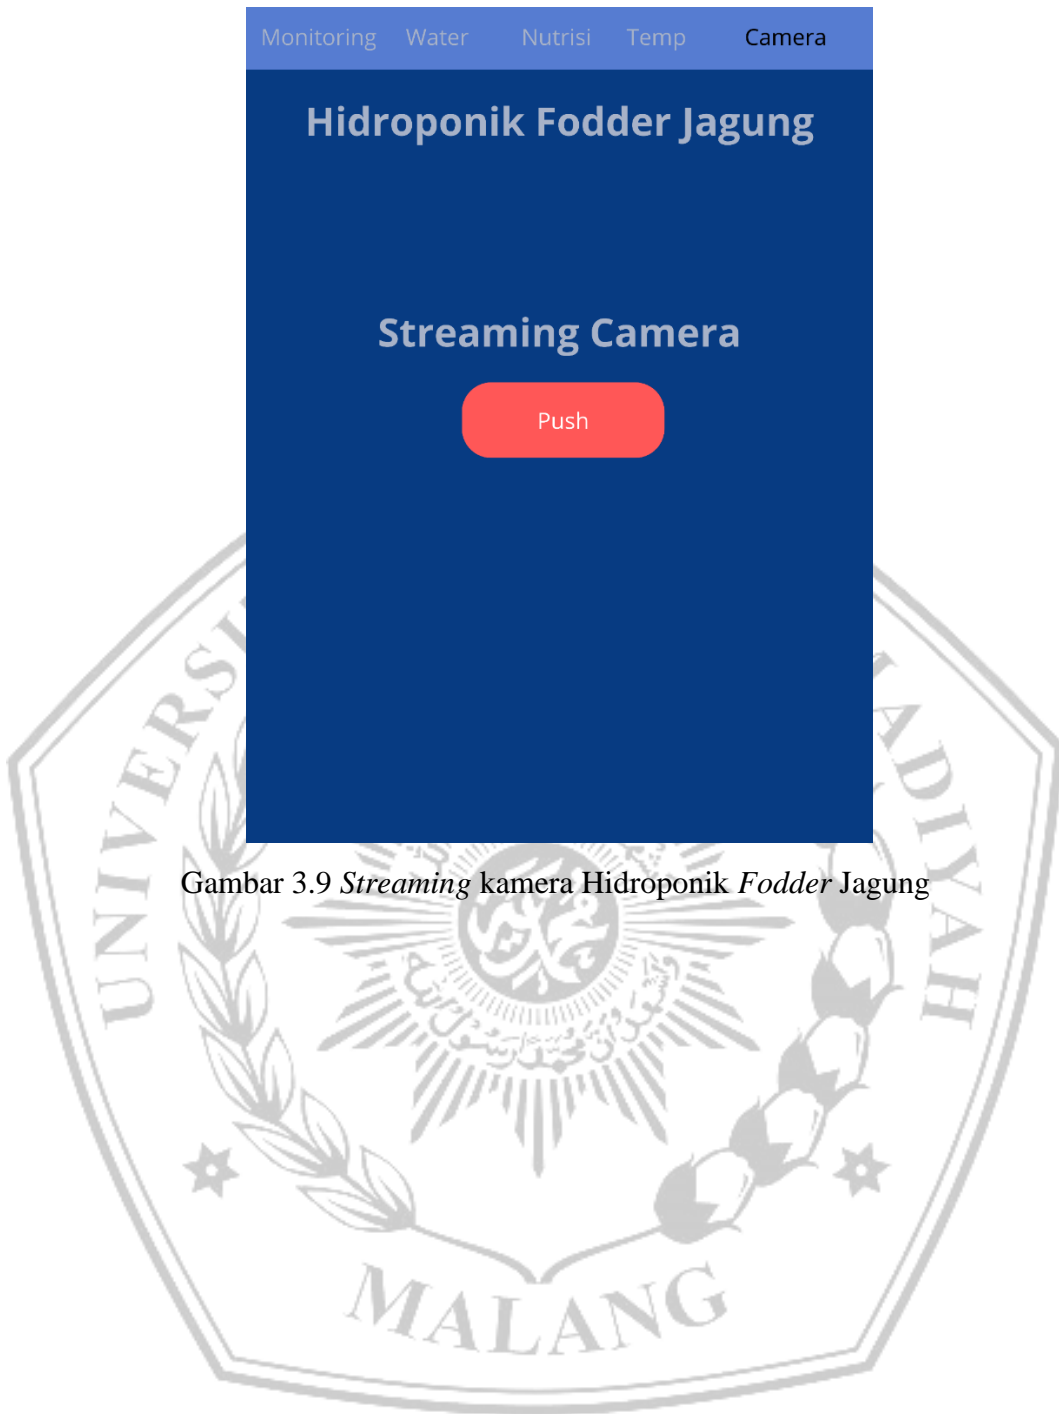 Monitoring Water Nutrisi Temp Camera
Hidroponik Fodder Jagung
Streaming Camera
Push
Gambar 3.9 Streaming kamera Hidroponik Fodder Jagung
MALANG